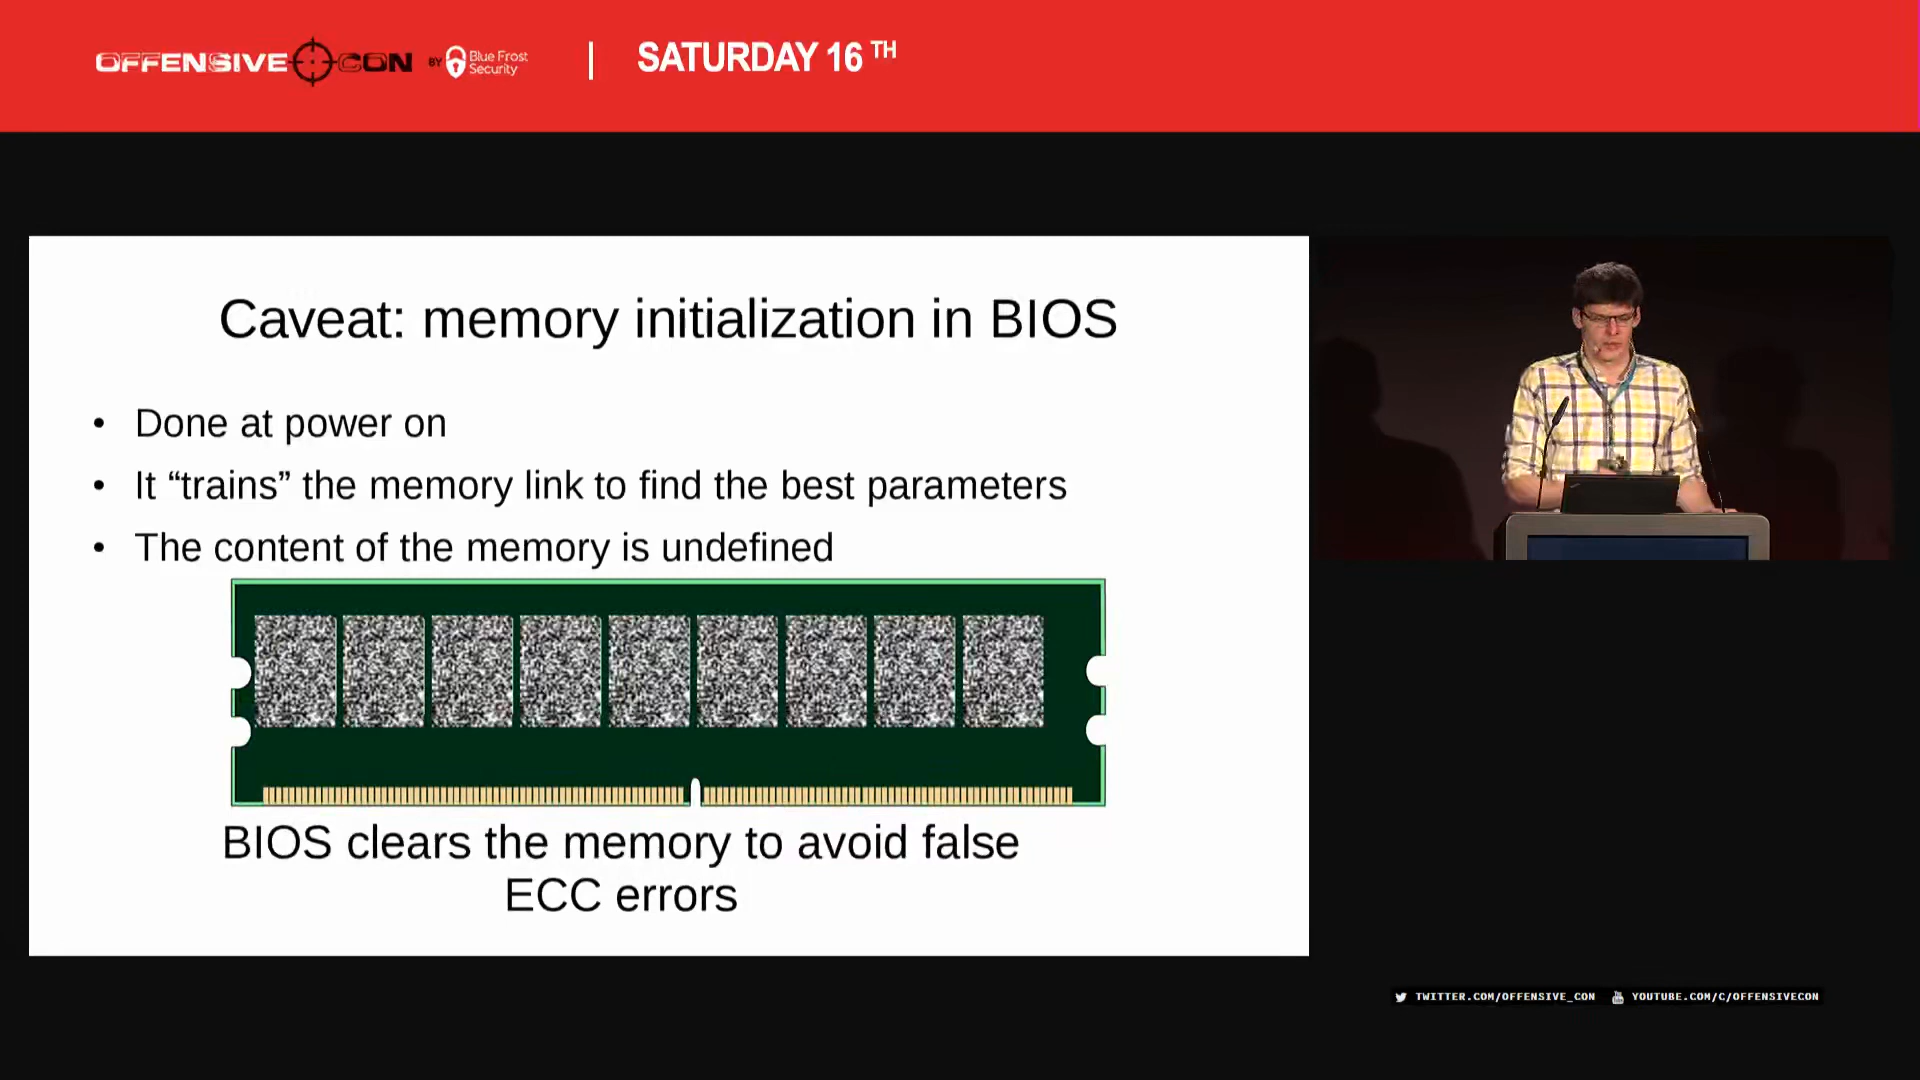 OFFENSIVE CON BY Blue Frost Security | SATURDAY 16 TH
Caveat: memory initialization in BIOS
• Done at power on
• It “trains” the memory link to find the best parameters
• The content of the memory is undefined
BIOS clears the memory to avoid false
ECC errors
TWITTER.COM/OFFENSIVE_CON YOUTUBE.COM/C/OFFENSIVECON